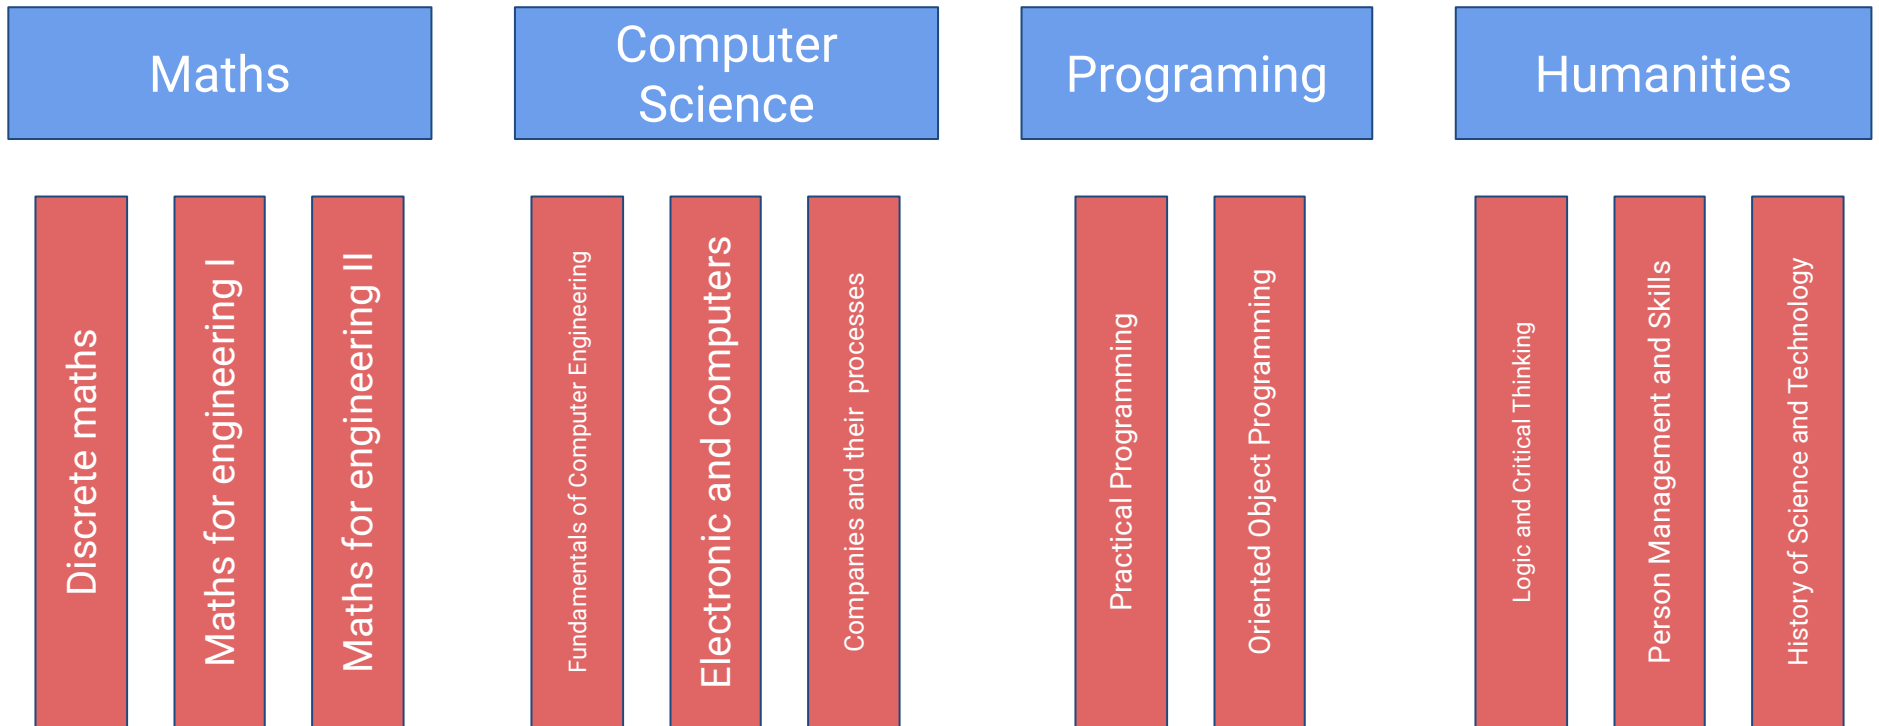 Maths
Computer
Science
Programing
Humanities
Discrete maths
Maths for engineering I
Maths for engineering II
Fundamentals of Computer Engineering
Electronic and computers
Companies and their  processes
Practical Programming
Oriented Object Programming
Logic and Critical Thinking
Person Management and Skills
History of Science and Technology